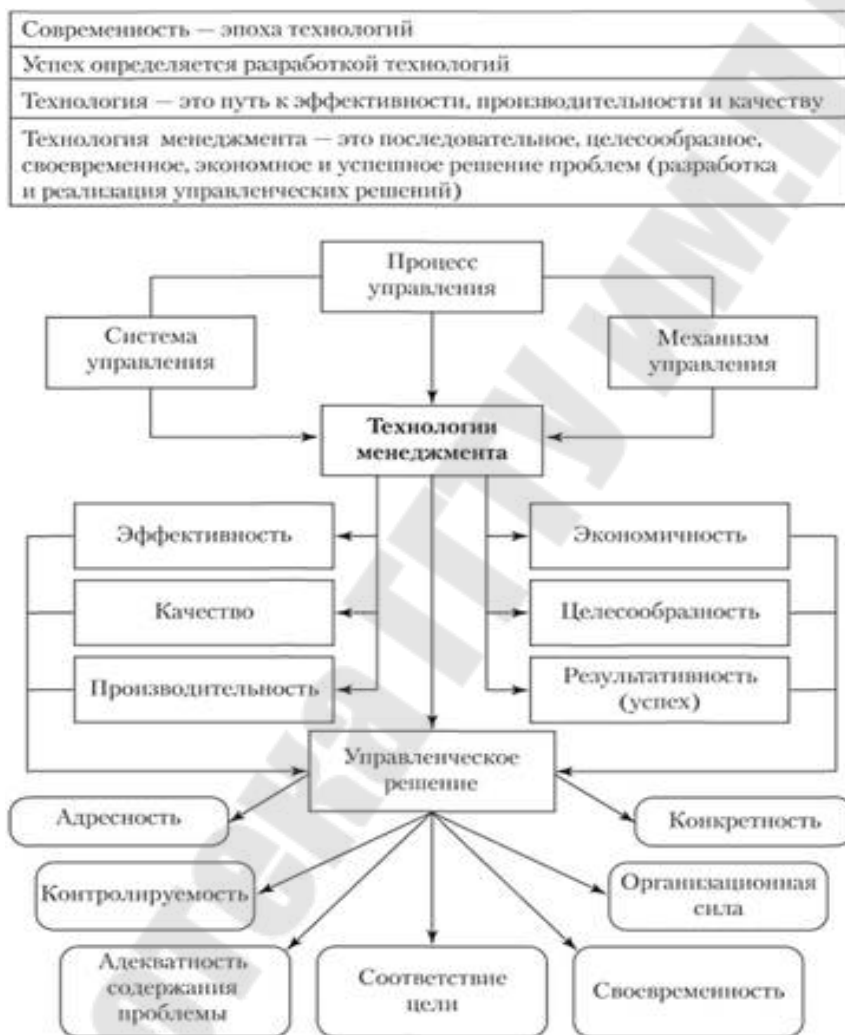 Современность — эпоха технологий
Успех определяется разработкой технологий
Технология — это путь к эффективности, производительности и качеству
Технология менеджмента — это последовательное, целесообразное,
своевременное, экономное и успешное решение проблем (разработка
и реализация управленческих решений)
Процесс
управления
Система
управления
Механизм
управления
Технологии
менеджмента
Эффективность
Экономичность
Качество
Целесообразность
Производительность
Результативность
(успех)
Управленческое
решение
Адресность
Конкретность
Контролируемость
Организационная
сила
Адекватность
содержания
проблемы
Соответствие
цели
Своевременность
ГГТУ им.П